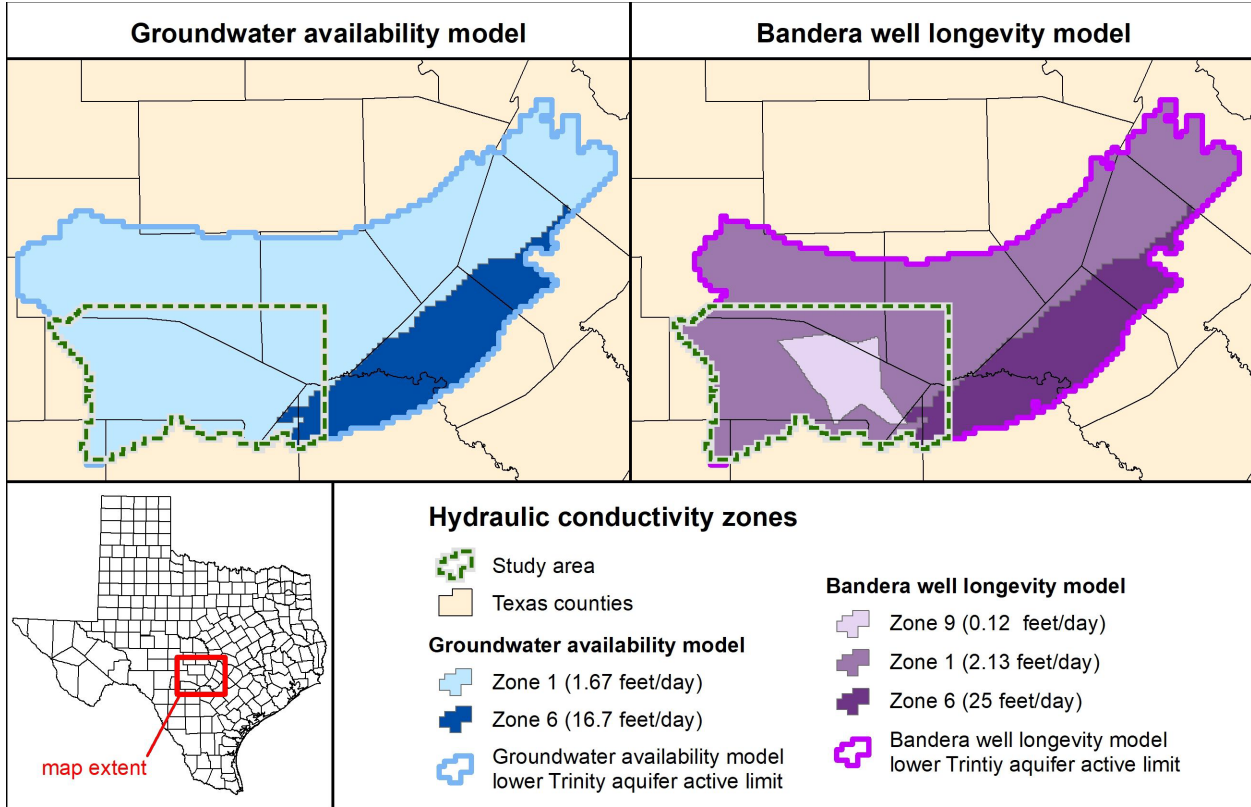 Groundwater availability model
Bandera well longevity model
map extent
Hydraulic conductivity zones
Study area
Texas counties
Groundwater availability model
Zone 1 (1.67 feet/day)
Zone 6 (16.7 feet/day)
Groundwater availability model
lower Trinity aquifer active limit
Bandera well longevity model
Zone 9 (0.12 feet/day)
Zone 1 (2.13 feet/day)
Zone 6 (25 feet/day)
Bandera well longevity model
lower Trintiy aquifer active limit